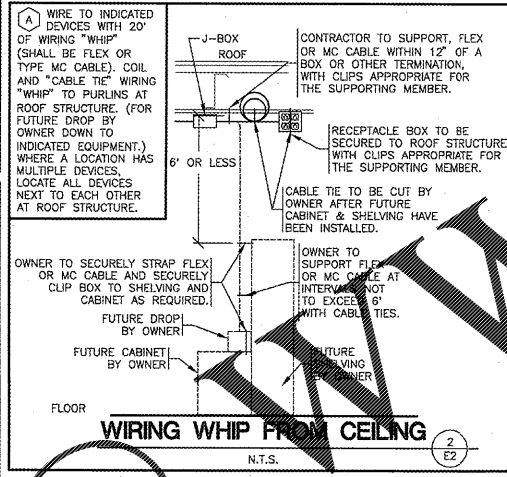 A WIRE TO INDICATED
DEVICES WITH 20'
OF WIRING "WHIP"
(SHALL BE FLEX OR
TYPE MC CABLE). COIL
AND "CABLE TIE" WIRING
"WHIP" TO PURLINS AT
ROOF STRUCTURE. (FOR
FUTURE DROP BY
OWNER DOWN TO
INDICATED EQUIPMENT.)
WHERE A LOCATION HAS
MULTIPLE DEVICES,
LOCATE ALL DEVICES
NEXT TO EACH OTHER
AT ROOF STRUCTURE.
J-BOX
ROOF
CONTRACTOR TO SUPPORT, FLEX
OR MC CABLE WITHIN 12" OF A
BOX OR OTHER TERMINATION,
WITH CLIPS APPROPRIATE FOR
THE SUPPORTING MEMBER.
RECEPTACLE BOX TO BE
SECURED TO ROOF STRUCTURE
WITH CLIPS APPROPRIATE FOR
THE SUPPORTING MEMBER.
6' OR LESS
CABLE TIE TO BE CUT BY
OWNER AFTER FUTURE
CABINET & SHELVING HAVE
BEEN INSTALLED.
OWNER TO SECURELY STRAP FLEX
OR MC CABLE AND SECURELY
CLIP BOX TO SHELVING AND
CABINET AS REQUIRED.
OWNER TO
SUPPORT FLEX
OR MC CABLE AT
INTERVALS NOT
TO EXCEED 6'
WITH CABLE TIES.
FUTURE DROP
BY OWNER
FUTURE CABINET
BY OWNER
FUTURE
SHELVING
BY OWNER
FLOOR
WIRING WHIP FROM CEILING
N.T.S.
2
E2
WW